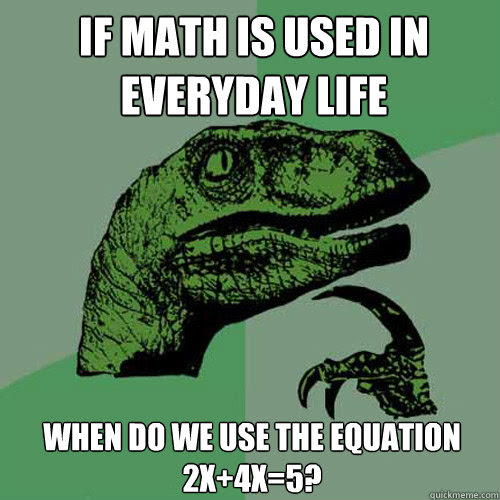 IF MATH IS USED IN
EVERYDAY LIFE
WHEN DO WE USE THE EQUATION
2X+4X=5?
quickmeme.com